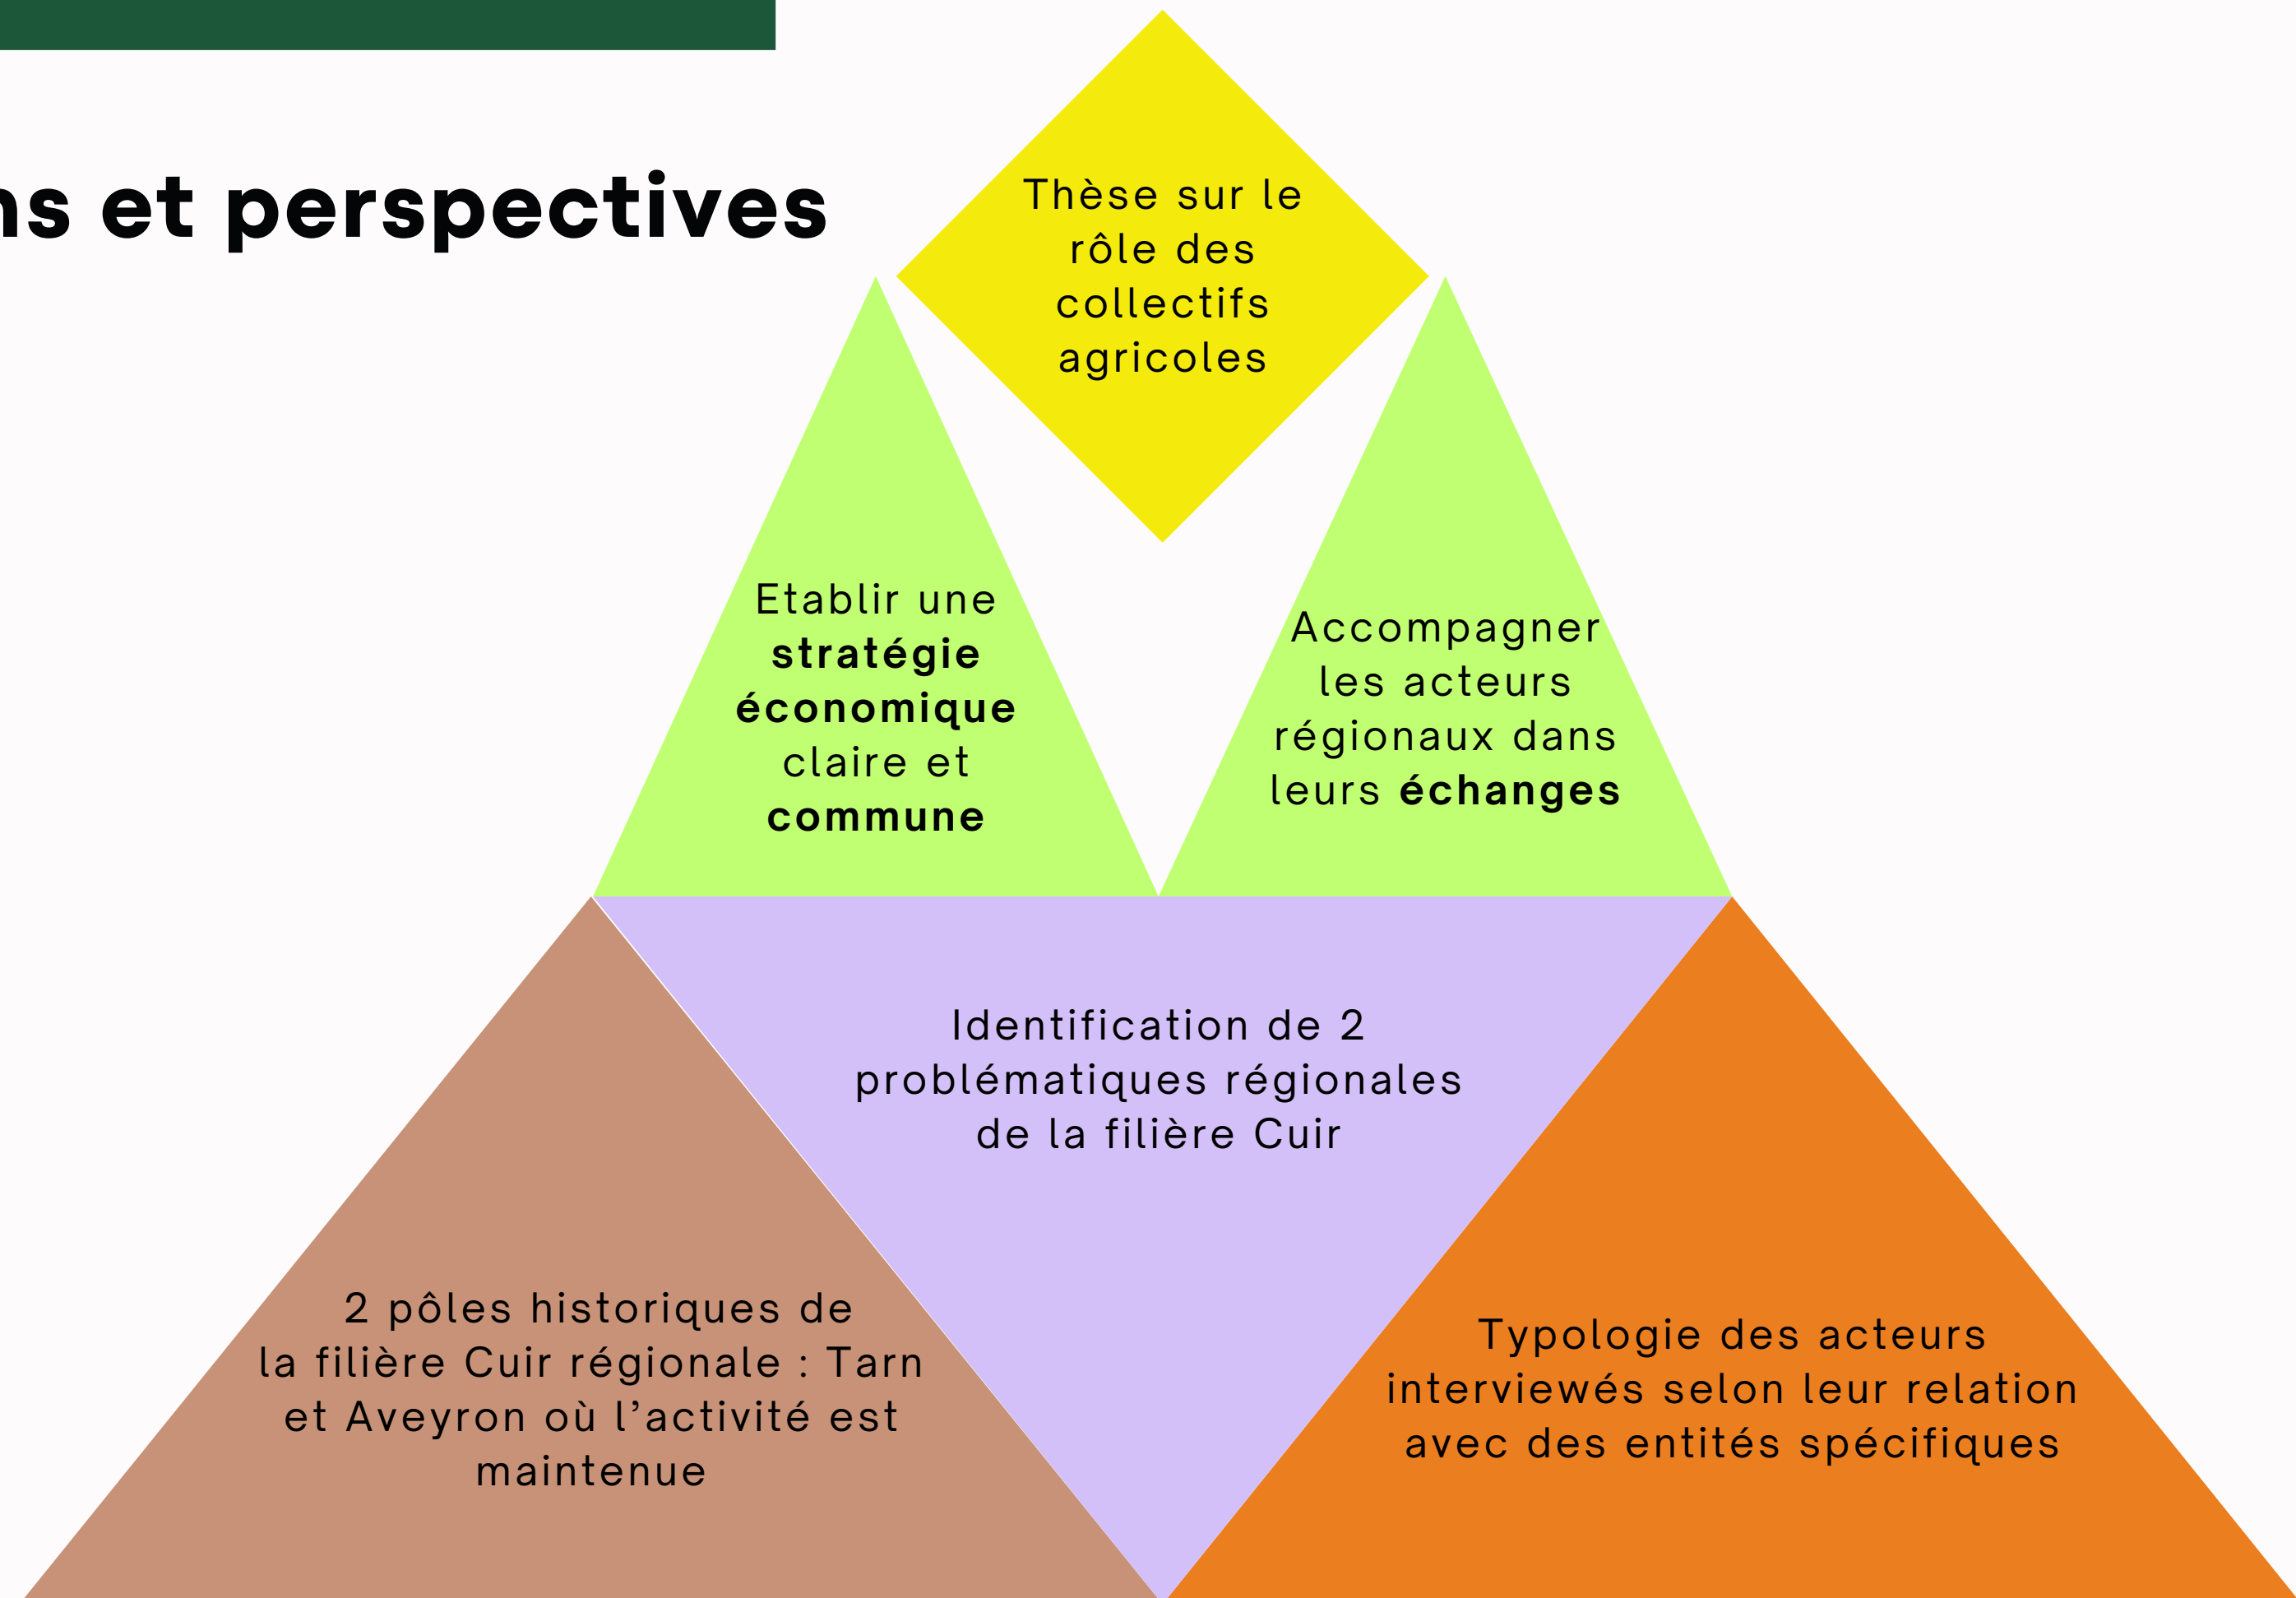 ns et perspectives
Thèse sur le
rôle des
collectifs
agricoles
Etablir une
stratégie
économique
claire et
commune
Accompagner
les acteurs
régionaux dans
leurs échanges
Identification de 2
problématiques régionales
de la filière Cuir
2 pôles historiques de
la filière Cuir régionale : Tarn
et Aveyron où l’activité est
maintenue
Typologie des acteurs
interviewés selon leur relation
avec des entités spécifiques